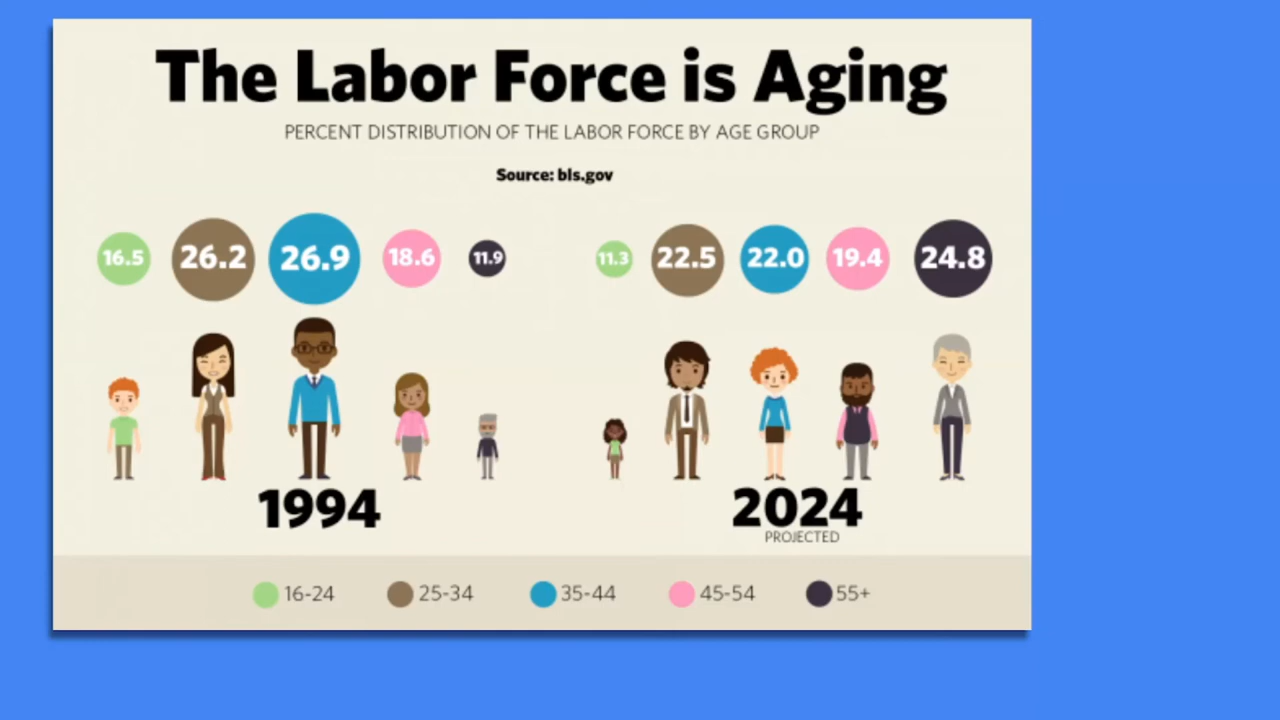 The Labor Force is Aging
PERCENT DISTRIBUTION OF THE LABOR FORCE BY AGE GROUP
Source: bls.gov
16.5 26.2 26.9 18.6 11.9
11.3 22.5 22.0 19.4 24.8
1994
2024
PROJECTED
16-24 25-34 35-44 45-54 55+